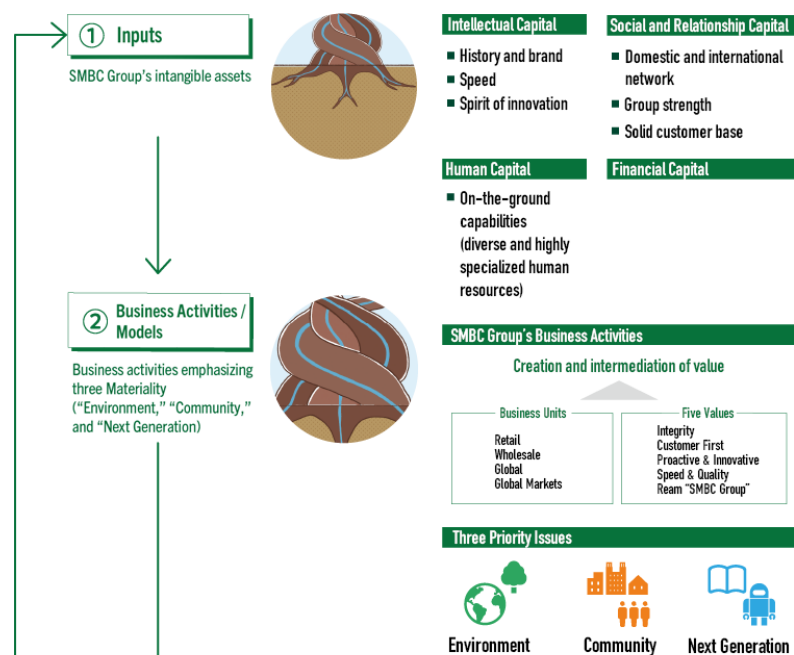 ① Inputs
SMBC Group's intangible assets
Intellectual Capital
■ History and brand
■ Speed
■ Spirit of innovation
Social and Relationship Capital
■ Domestic and international
network
■ Group strength
■ Solid customer base
Human Capital
■ On-the-ground
capabilities
(diverse and highly
specialized human
resources)
Financial Capital
② Business Activities /
Models
Business activities emphasizing
three Materiality
("Environment," "Community,"
and "Next Generation)
SMBC Group's Business Activities
Creation and intermediation of value
Business Units
Retail
Wholesale
Global
Global Markets
Five Values
Integrity
Customer First
Proactive & Innovative
Speed & Quality
Ream "SMBC Group"
Three Priority Issues
Environment
Community
Next Generation